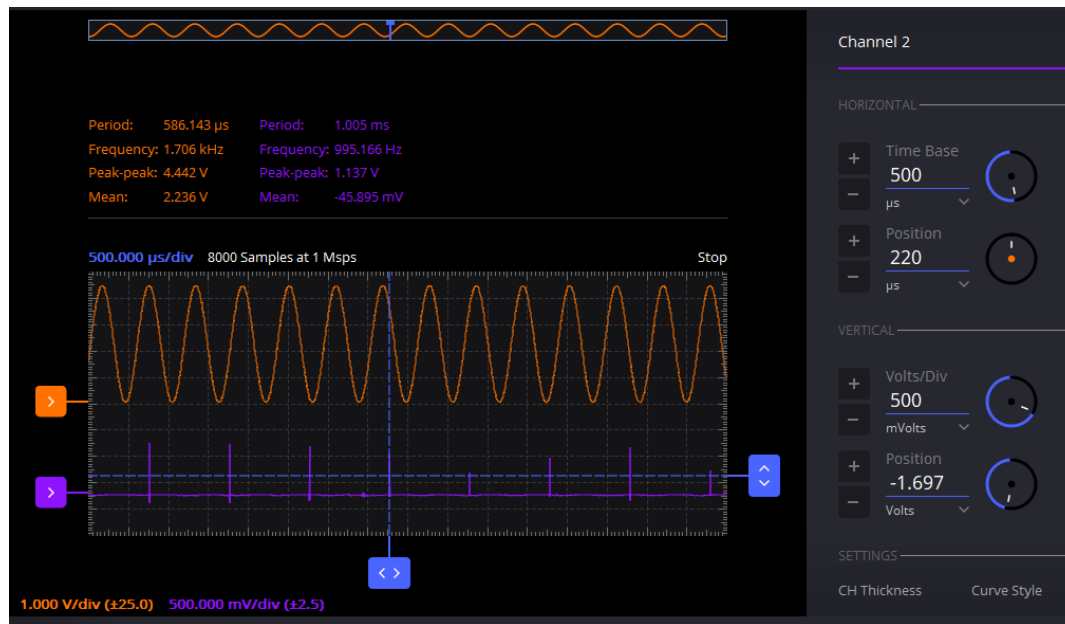 Channel 2
HORIZONTAL
Period: 586.143 µs Period: 1.005 ms
Frequency: 1.706 kHz Frequency: 995.166 Hz
Peak-peak: 4.442 V Peak-peak: 1.137 V
Mean: 2.236 V Mean: -45.895 mV
+ Time Base
500
− µs
+ Position
220
− µs
500.000 µs/div 8000 Samples at 1 Msps Stop
VERTICAL
+ Volts/Div
500
− mVolts
+ Position
-1.697
− Volts
SETTINGS
CH Thickness Curve Style
1.000 V/div (±25.0) 500.000 mV/div (±2.5)